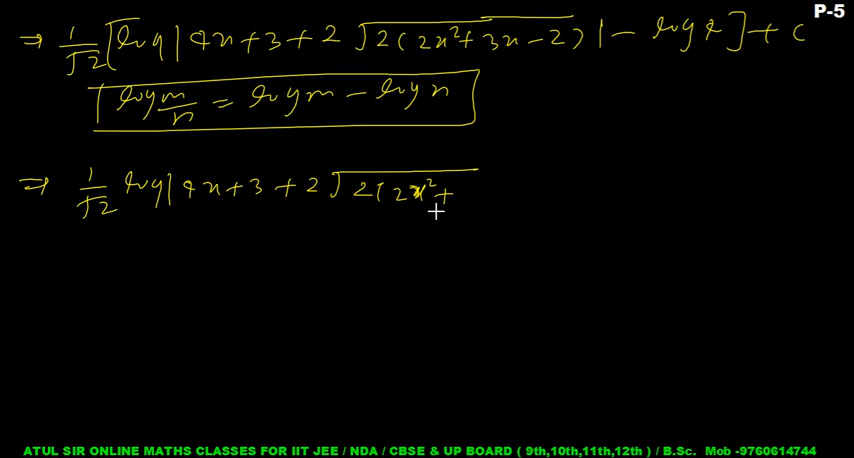 P-5
⇒ 1/√2 [log|4x+3+2√2(2x²+3x-2)| - log 4] + C
log m/n = log m - log n
⇒ 1/√2 log|4x+3+2√2(2x²+
ATUL SIR ONLINE MATHS CLASSES FOR IIT JEE / NDA / CBSE & UP BOARD ( 9th,10th,11th,12th ) / B.Sc. Mob -9760614744